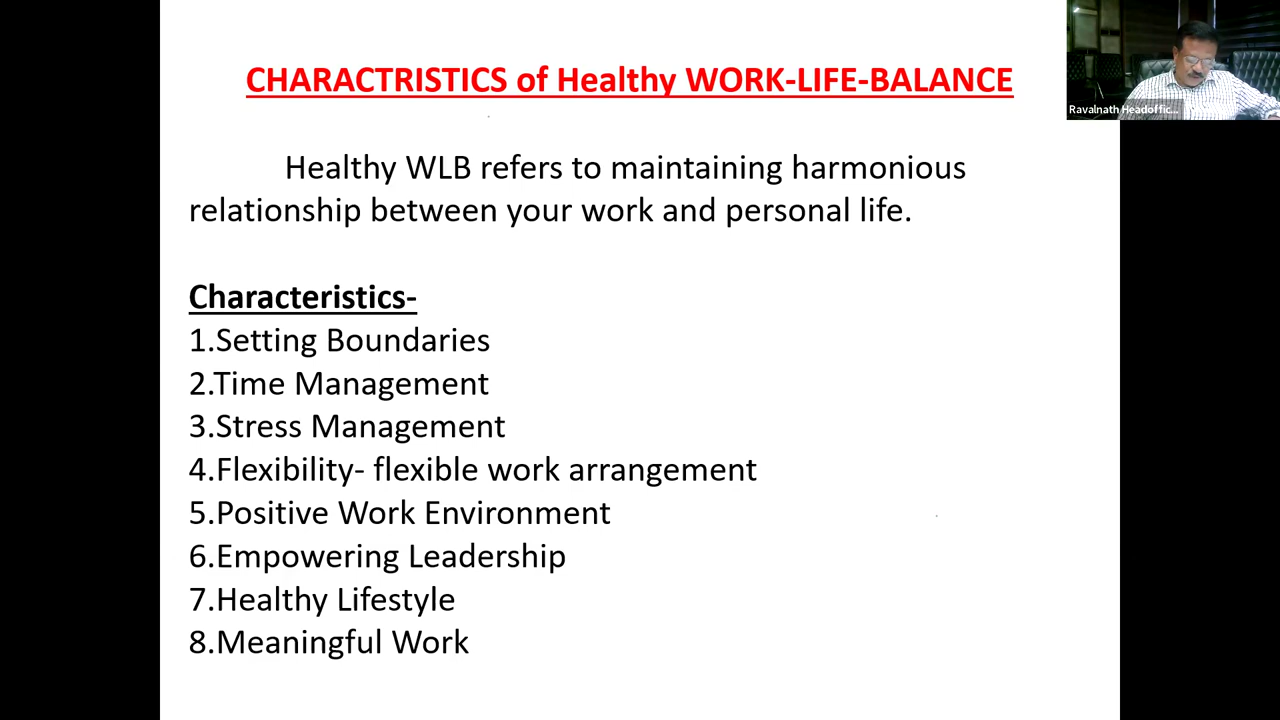 CHARACTRISTICS of Healthy WORK-LIFE-BALANCE
Ravalnath Headoffic...
Healthy WLB refers to maintaining harmonious
relationship between your work and personal life.
Characteristics-
1.Setting Boundaries
2.Time Management
3.Stress Management
4.Flexibility- flexible work arrangement
5.Positive Work Environment
6.Empowering Leadership
7.Healthy Lifestyle
8.Meaningful Work